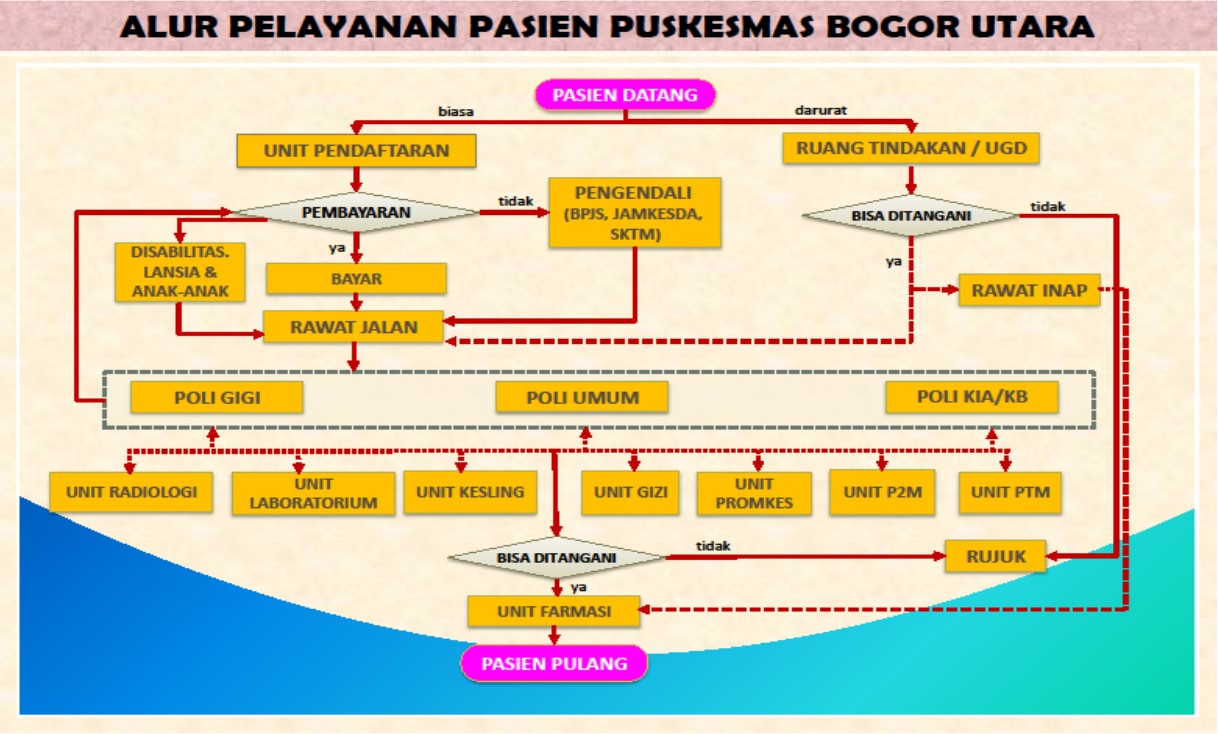 ALUR PELAYANAN PASIEN PUSKESMAS BOGOR UTARA
PASIEN DATANG
biasa
darurat
UNIT PENDAFTARAN
RUANG TINDAKAN / UGD
PEMBAYARAN
tidak
PENGENDALI
(BPJS, JAMKESDA,
SKTM)
BISA DITANGANI
tidak
ya
ya
DISABILITAS.
LANSIA &
ANAK-ANAK
BAYAR
RAWAT INAP
RAWAT JALAN
POLI GIGI
POLI UMUM
POLI KIA/KB
UNIT RADIOLOGI
UNIT
LABORATORIUM
UNIT KESLING
UNIT GIZI
UNIT
PROMKES
UNIT P2M
UNIT PTM
BISA DITANGANI
tidak
RUJUK
ya
UNIT FARMASI
PASIEN PULANG